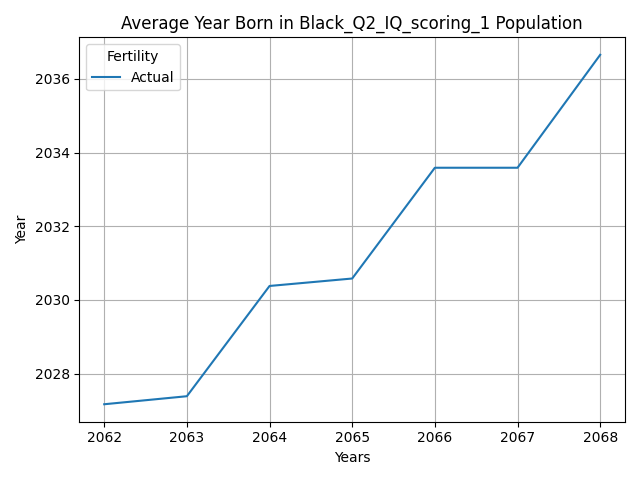 Average Year Born in Black_Q2_IQ_scoring_1 Population
Fertility
Actual
2036
2034
2032
2030
2028
Year
2062 2063 2064 2065 2066 2067 2068
Years